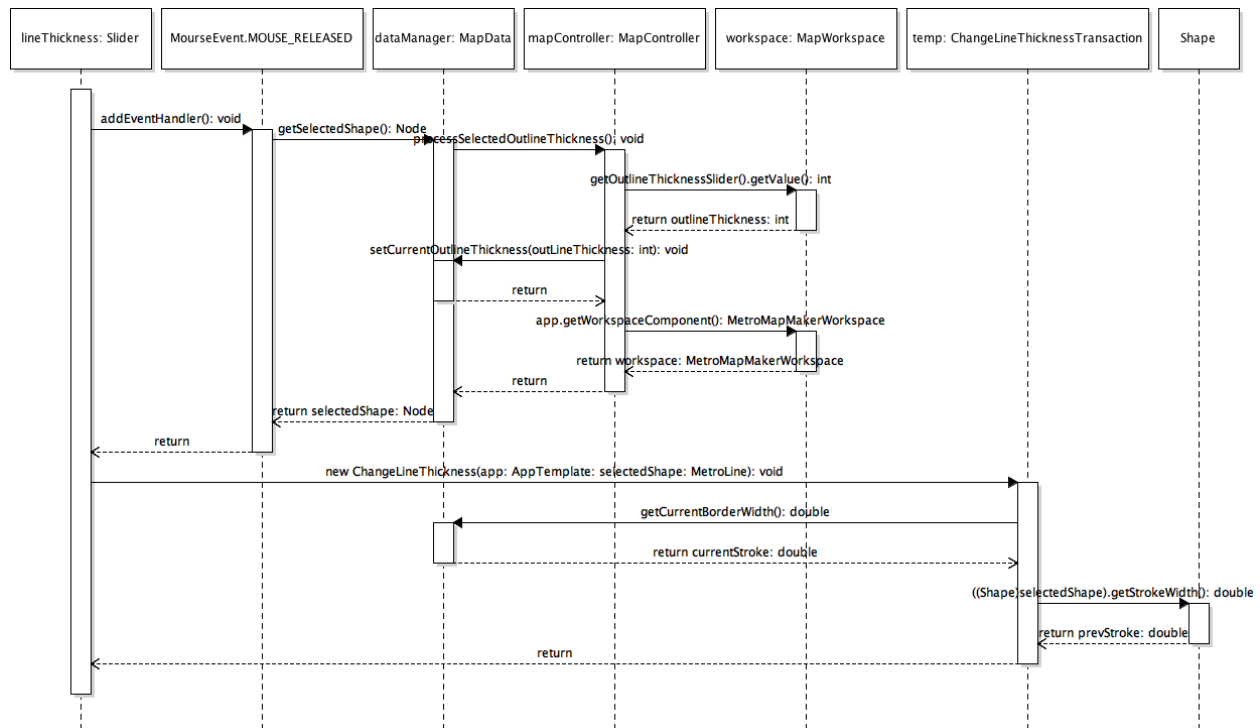 lineThickness: Slider
MourseEvent.MOUSE_RELEASED
dataManager: MapData
mapController: MapController
workspace: MapWorkspace
temp: ChangeLineThicknessTransaction
Shape
addEventHandler(): void
getSelectedShape(): Node
processSelectedOutlineThickness(): void
getOutlineThicknessSlider().getValue(): int
return outlineThickness: int
setCurrentOutlineThickness(outLineThickness: int): void
return
app.getWorkspaceComponent(): MetroMapMakerWorkspace
return workspace: MetroMapMakerWorkspace
return
return selectedShape: Node
return
new ChangeLineThickness(app: AppTemplate: selectedShape: MetroLine): void
getCurrentBorderWidth(): double
return currentStroke: double
((Shape)selectedShape).getStrokeWidth(): double
return prevStroke: double
return